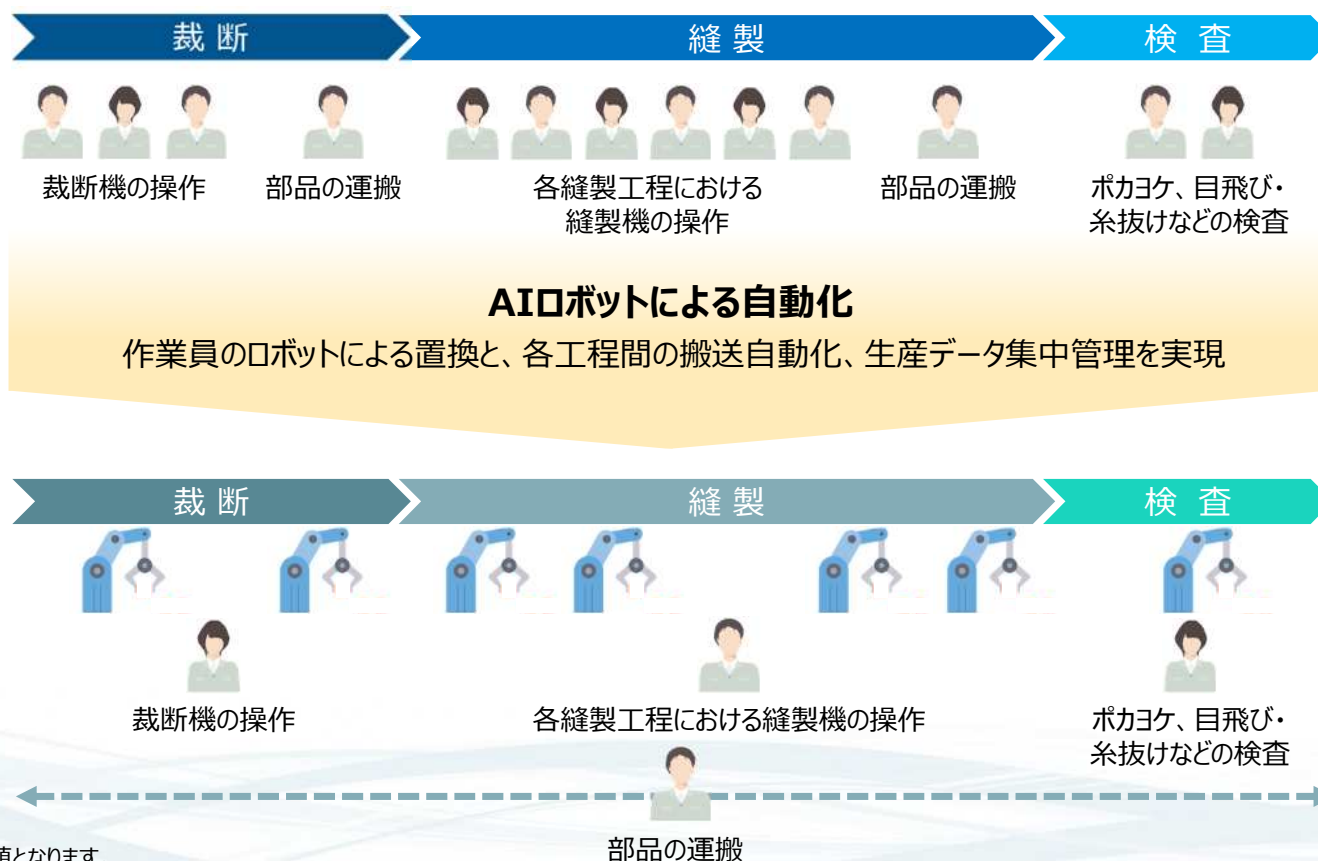 裁 断
縫 製
検 査
裁断機の操作
部品の運搬
各縫製工程における
縫製機の操作
部品の運搬
ポカヨケ、目飛び・
糸抜けなどの検査
AIロボットによる自動化
作業員のロボットによる置換と、各工程間の搬送自動化、生産データ集中管理を実現
裁 断
縫 製
検 査
裁断機の操作
各縫製工程における縫製機の操作
ポカヨケ、目飛び・
糸抜けなどの検査
部品の運搬
となります